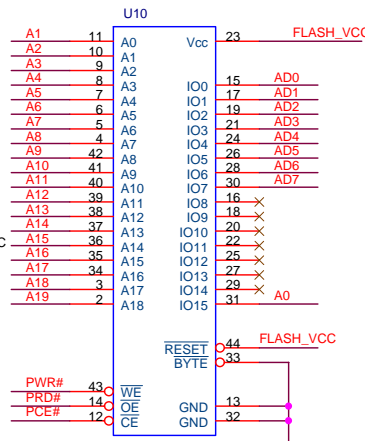 U10
A1 11 A0 Vcc 23 FLASH_VCC
A2 10 A1
A3 9 A2
A4 8 A3 IO0 15 AD0
A5 7 A4 IO1 17 AD1
A6 6 A5 IO2 19 AD2
A7 5 A6 IO3 21 AD3
A8 4 A7 IO4 24 AD4
A9 42 A8 IO5 26 AD5
A10 41 A9 IO6 28 AD6
A11 40 A10 IO7 30 AD7
A12 39 A11 IO8 16
A13 38 A12 IO9 18
A14 37 A13 IO10 20
C A15 36 A14 IO11 22
A16 35 A15 IO12 25
A17 34 A16 IO13 27
A18 3 A17 IO14 29
A19 2 A18 IO15 31 A0
RESET 44 FLASH_VCC
BYTE 33
PWR# 43 WE
PRD# 14 OE GND 13
PCE# 12 CE GND 32